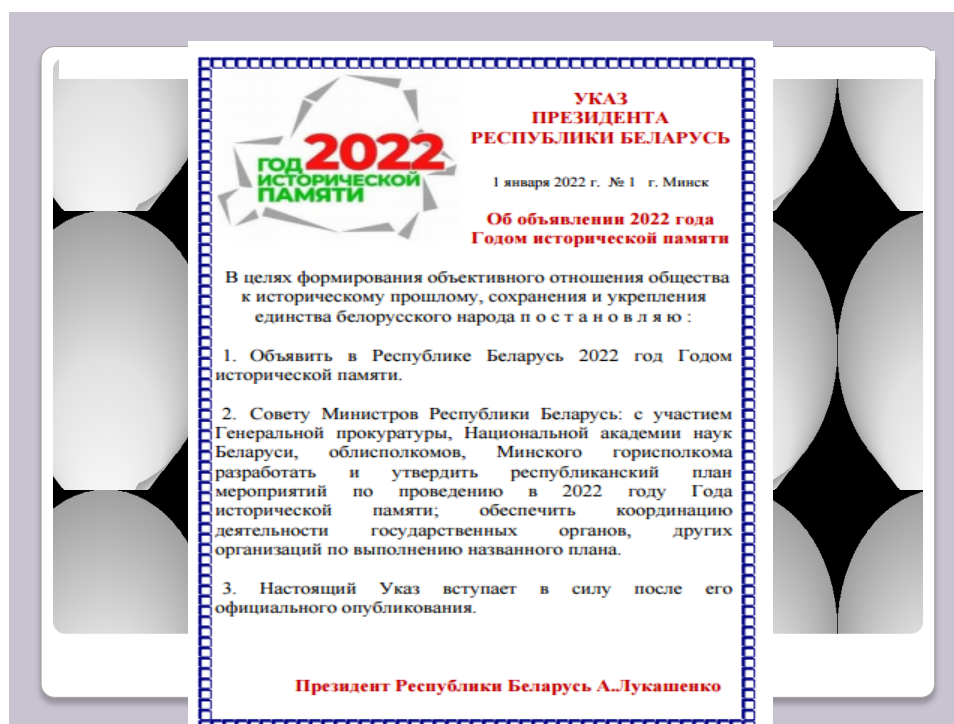 2022
ГОД
ИСТОРИЧЕСКОЙ
ПАМЯТИ
УКАЗ
ПРЕЗИДЕНТА
РЕСПУБЛИКИ БЕЛАРУСЬ
1 января 2022 г. № 1 г. Минск
Об объявлении 2022 года
Годом исторической памяти
В целях формирования объективного отношения общества
к историческому прошлому, сохранения и укрепления
единства белорусского народа п о с т а н о в л я ю :
1. Объявить в Республике Беларусь 2022 год Годом
исторической памяти.
2. Совету Министров Республики Беларусь: с участием
Генеральной прокуратуры, Национальной академии наук
Беларуси, облисполкомов, Минского горисполкома
разработать и утвердить республиканский план
мероприятий по проведению в 2022 году Года
исторической памяти; обеспечить координацию
деятельности государственных органов, других
организаций по выполнению названного плана.
3. Настоящий Указ вступает в силу после его
официального опубликования.
Президент Республики Беларусь А.Лукашенко